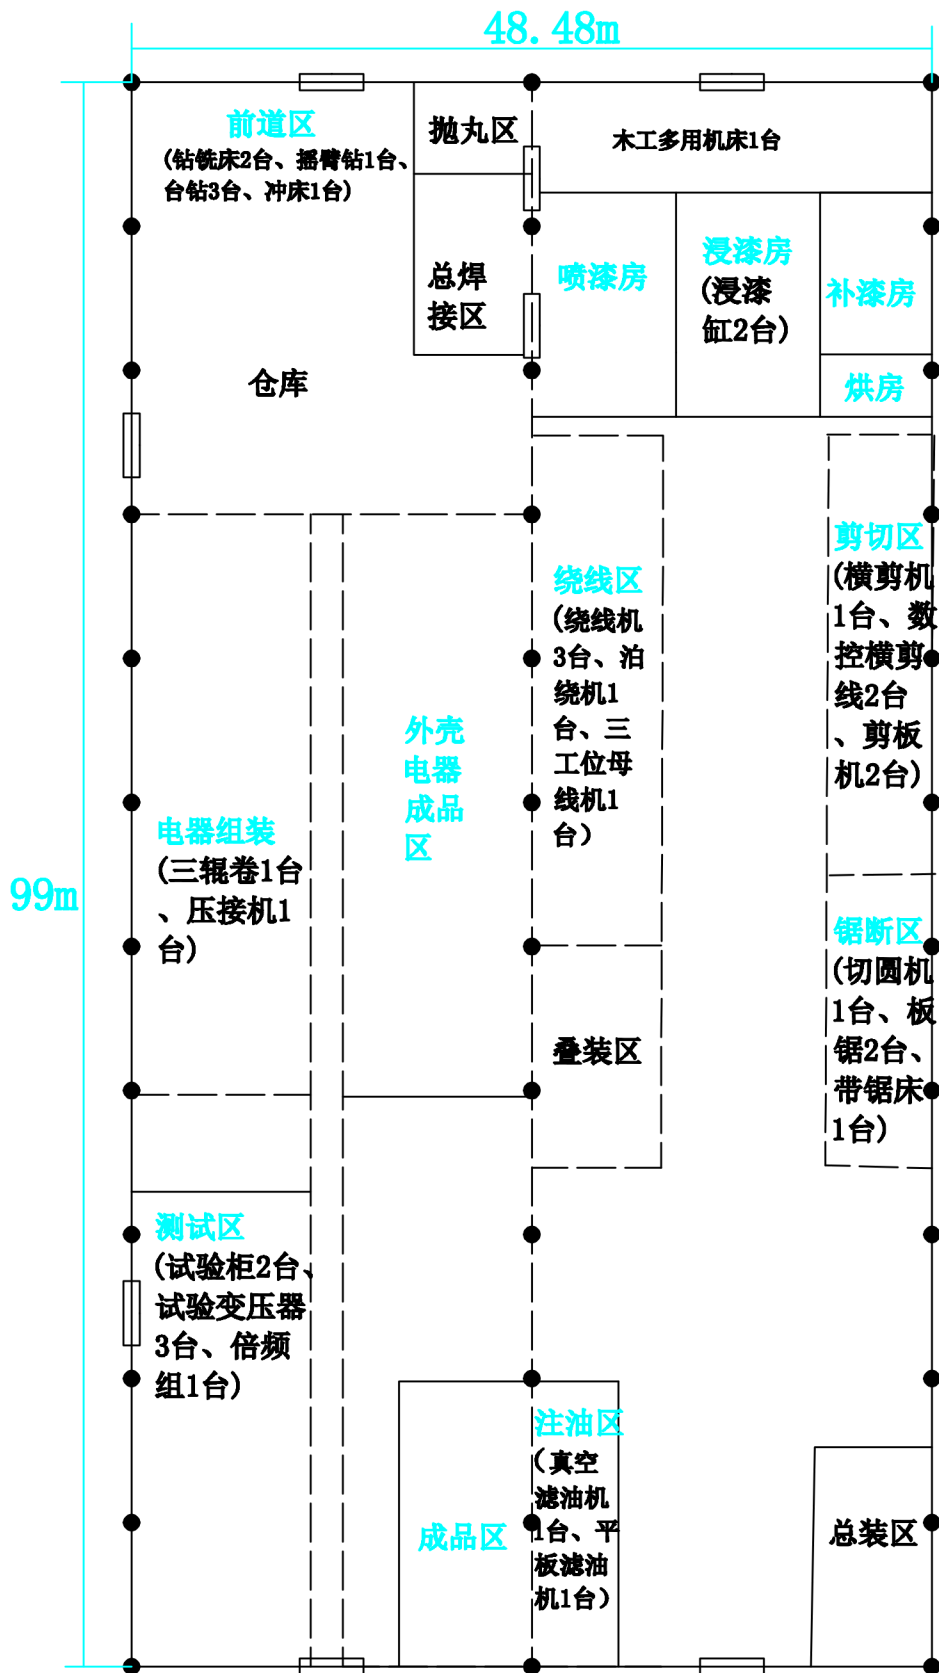 48.48m
前道区
(钻铣床2台、摇臂钻1台、
台钻3台、冲床1台)
抛丸区
木工多用机床1台
总焊
接区
喷漆房
浸漆房
(浸漆
缸2台)
补漆房
烘房
仓库
绕线区
(绕线机
3台、泊
绕机1
台、三
工位母
线机1
台)
剪切区
(横剪机
1台、数
控横剪
线2台
、剪板
机2台)
外壳
电器
成品
区
电器组装
(三辊卷1台
、压接机1
台)
99m
锯断区
(切圆机
1台、板
锯2台、
带锯床
1台)
叠装区
测试区
(试验柜2台、
试验变压器
3台、倍频
组1台)
成品区
注油区
(真空
滤油机
1台、平
板滤油
机1台)
总装区